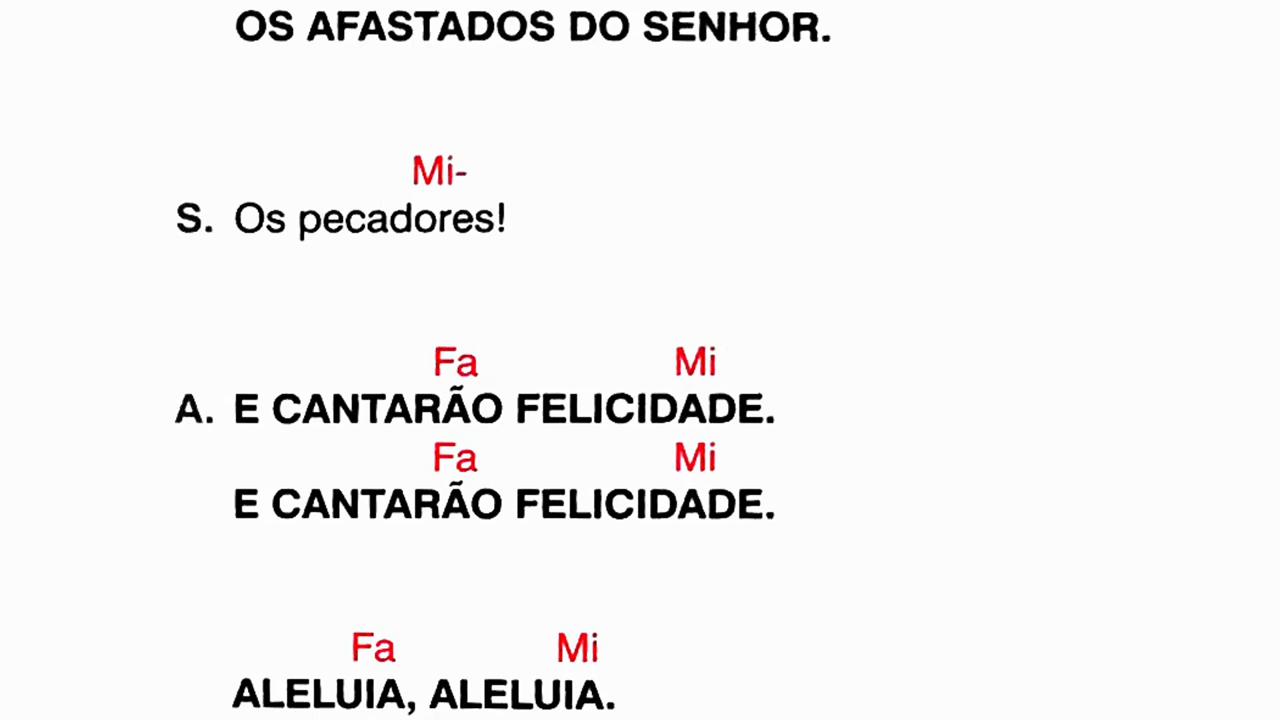 OS AFASTADOS DO SENHOR.
Mi-
S. Os pecadores!
Fa Mi
A. E CANTARÃO FELICIDADE.
Fa Mi
E CANTARÃO FELICIDADE.
Fa Mi
ALELUIA, ALELUIA.